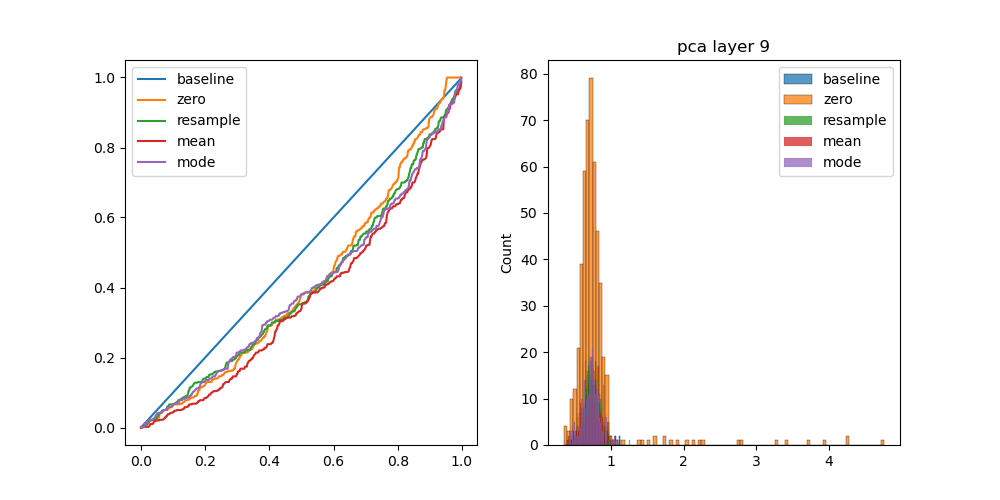 pca layer 9
1.0
0.8
0.6
0.4
0.2
0.0
0.0 0.2 0.4 0.6 0.8 1.0
baseline
zero
resample
mean
mode
Count
80
70
60
50
40
30
20
10
0
1 2 3 4
baseline
zero
resample
mean
mode